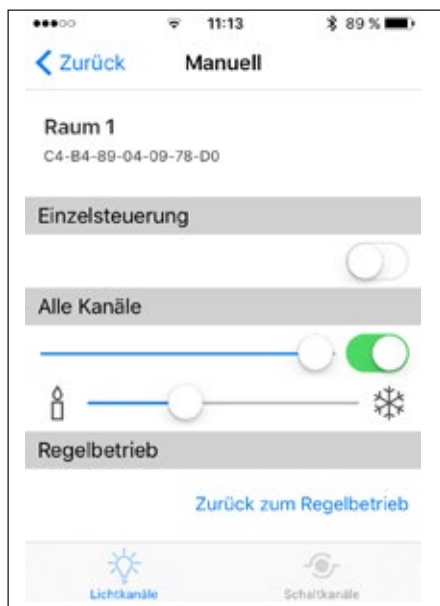 11:13 89 %
Zurück Manuell
Raum 1
C4-B4-89-04-09-78-D0
Einzelsteuerung
Alle Kanäle
Regelbetrieb
Zurück zum Regelbetrieb
Lichtkanäle Schaltkanäle